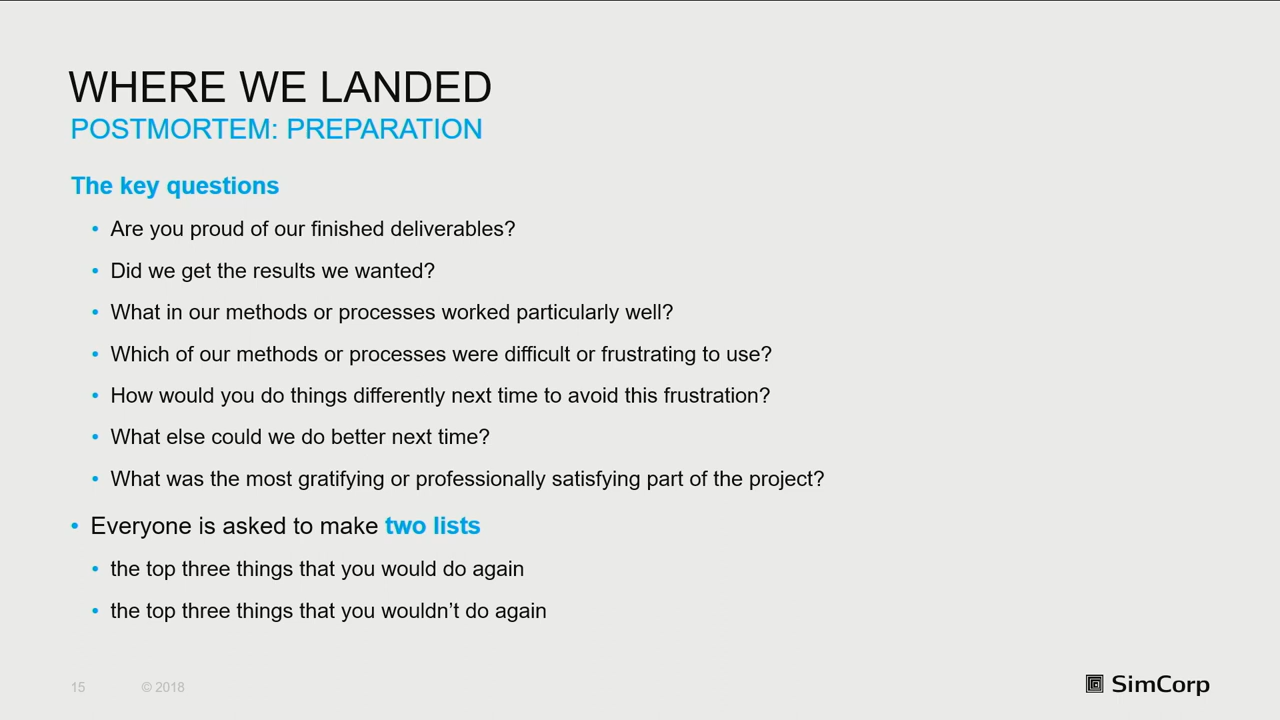 WHERE WE LANDED
POSTMORTEM: PREPARATION
The key questions
• Are you proud of our finished deliverables?
• Did we get the results we wanted?
• What in our methods or processes worked particularly well?
• Which of our methods or processes were difficult or frustrating to use?
• How would you do things differently next time to avoid this frustration?
• What else could we do better next time?
• What was the most gratifying or professionally satisfying part of the project?
• Everyone is asked to make two lists
• the top three things that you would do again
• the top three things that you wouldn’t do again
15 © 2018 SimCorp